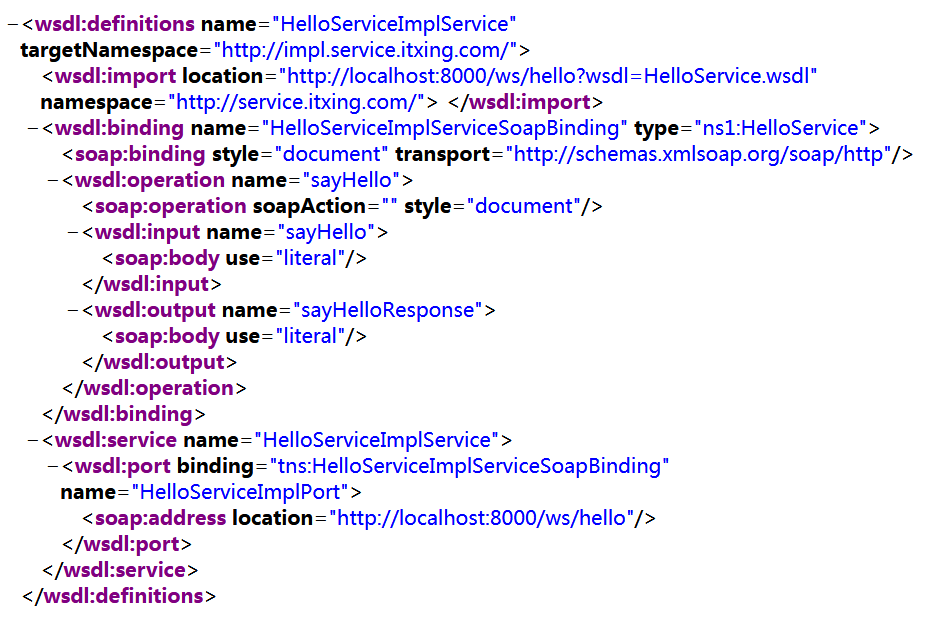 −<wsdl:definitions name="HelloServiceImplService"
targetNamespace="http://impl.service.itxing.com/">
<wsdl:import location="http://localhost:8000/ws/hello?wsdl=HelloService.wsdl"
namespace="http://service.itxing.com/"> </wsdl:import>
−<wsdl:binding name="HelloServiceImplServiceSoapBinding" type="ns1:HelloService">
<soap:binding style="document" transport="http://schemas.xmlsoap.org/soap/http"/>
−<wsdl:operation name="sayHello">
<soap:operation soapAction="" style="document"/>
−<wsdl:input name="sayHello">
<soap:body use="literal"/>
</wsdl:input>
−<wsdl:output name="sayHelloResponse">
<soap:body use="literal"/>
</wsdl:output>
</wsdl:operation>
</wsdl:binding>
−<wsdl:service name="HelloServiceImplService">
−<wsdl:port binding="tns:HelloServiceImplServiceSoapBinding"
name="HelloServiceImplPort">
<soap:address location="http://localhost:8000/ws/hello"/>
</wsdl:port>
</wsdl:service>
</wsdl:definitions>